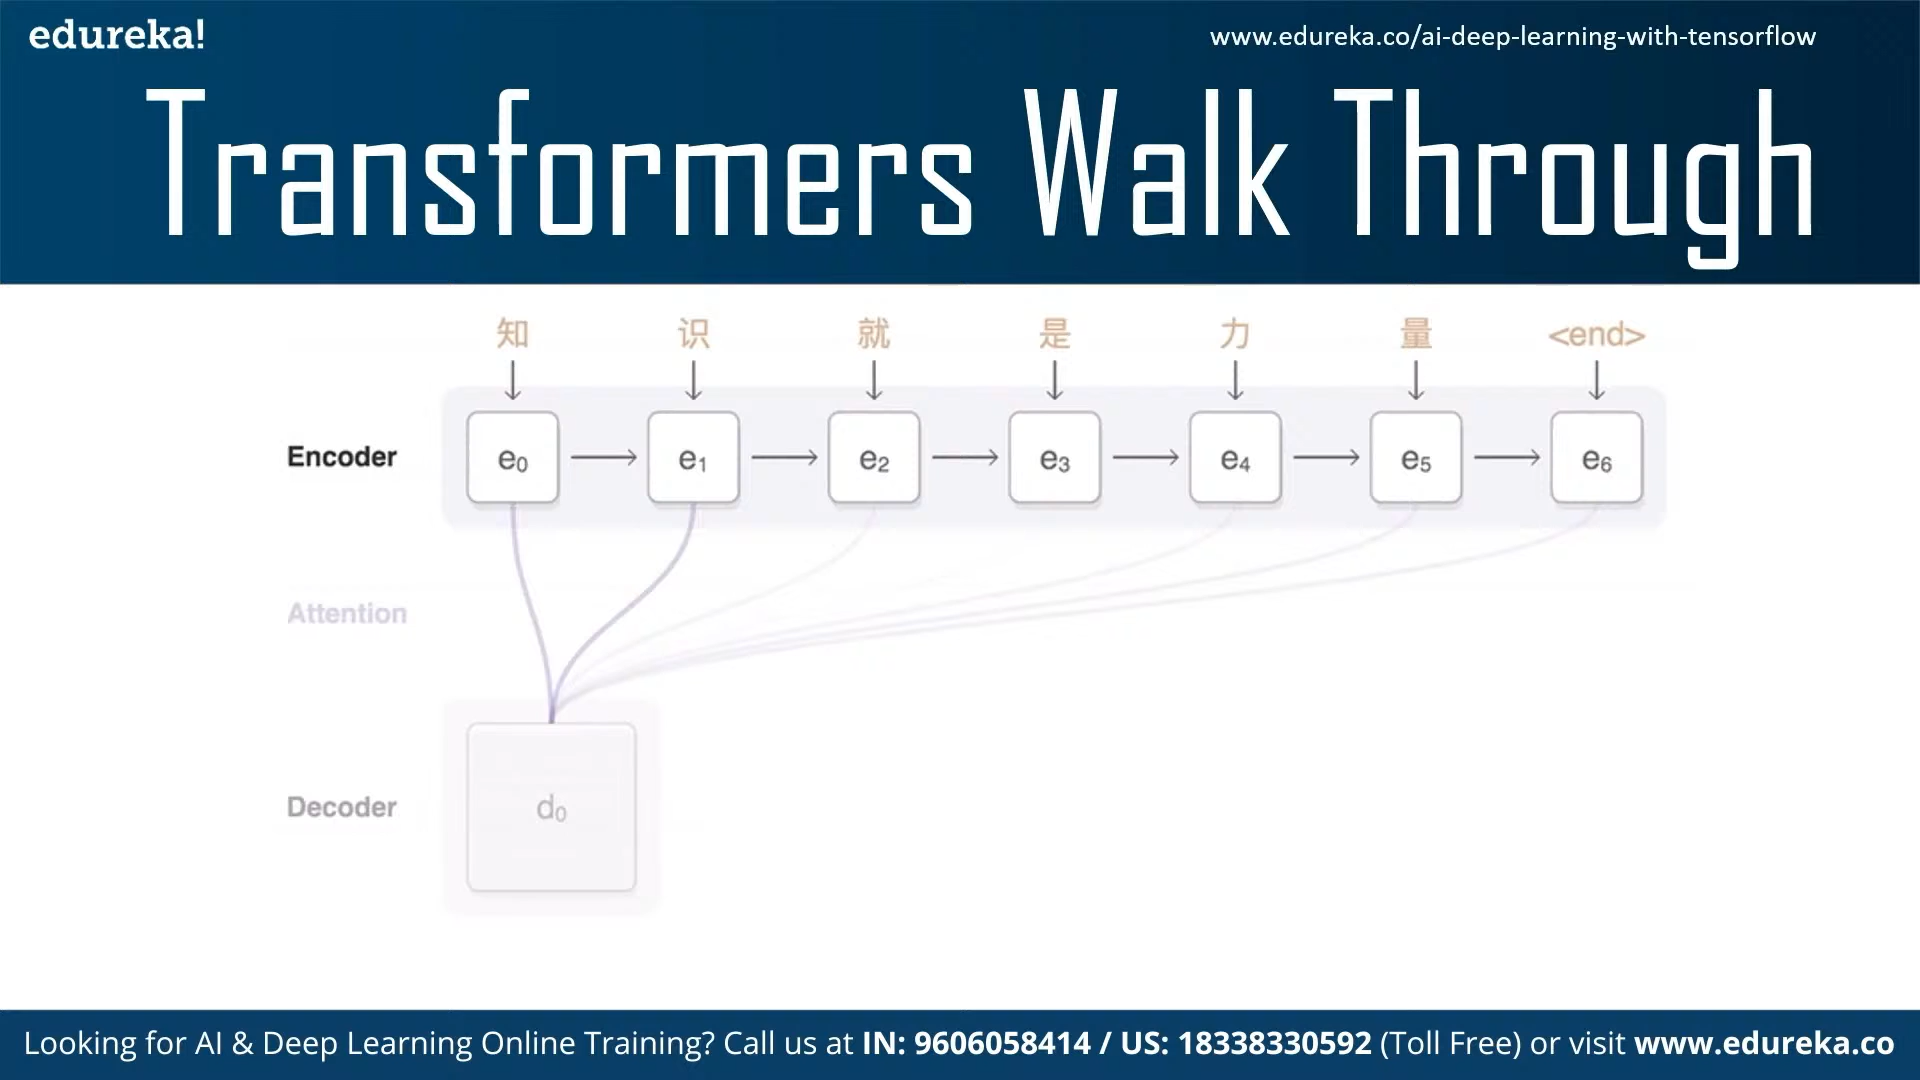 edureka!
www.edureka.co/ai-deep-learning-with-tensorflow
Transformers Walk Through
知 识 就 是 力 量 <end>
Encoder e0 e1 e2 e3 e4 e5 e6
Attention
Decoder d0
Looking for AI & Deep Learning Online Training? Call us at IN: 9606058414 / US: 18338330592 (Toll Free) or visit www.edureka.co